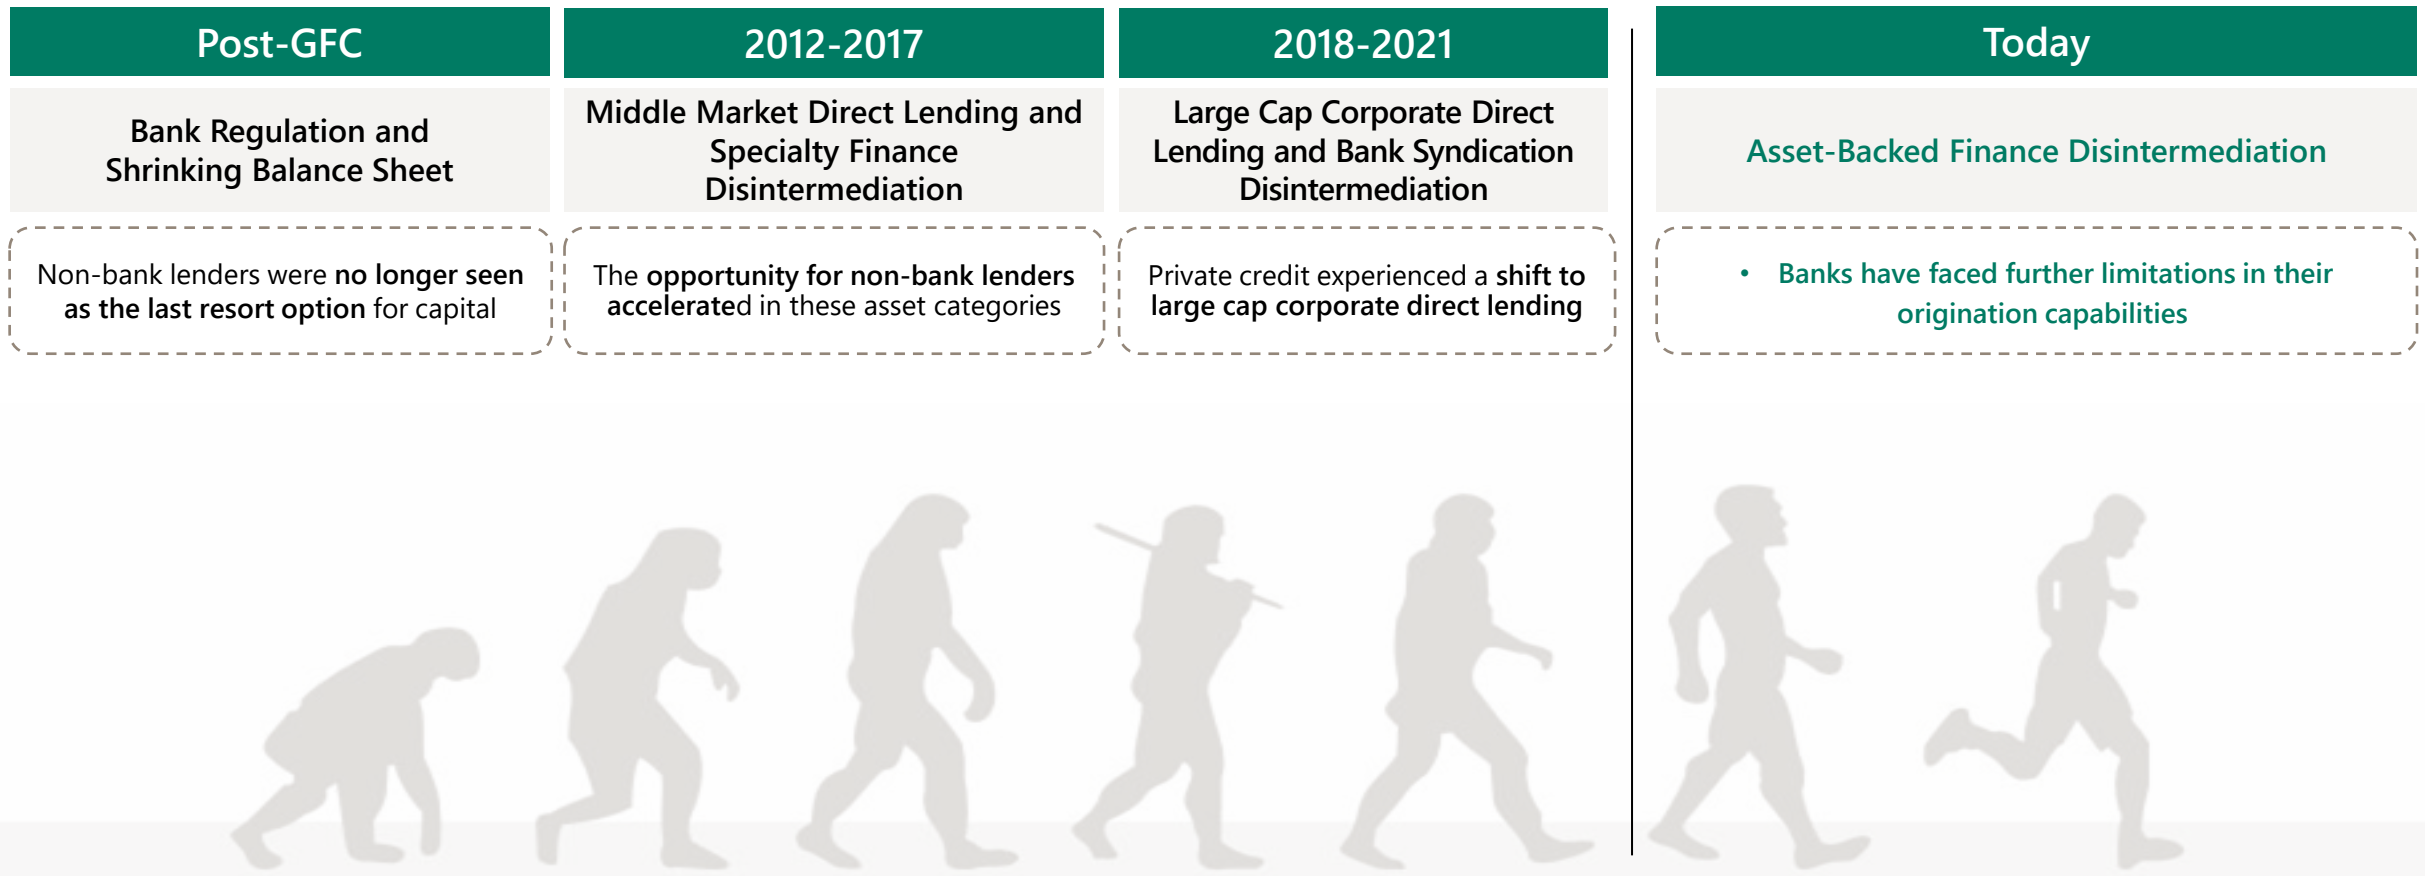 Post-GFC
Bank Regulation and
Shrinking Balance Sheet
Non-bank lenders were no longer seen
as the last resort option for capital
2012-2017
Middle Market Direct Lending and
Specialty Finance
Disintermediation
The opportunity for non-bank lenders
accelerated in these asset categories
2018-2021
Large Cap Corporate Direct
Lending and Bank Syndication
Disintermediation
Private credit experienced a shift to
large cap corporate direct lending
Today
Asset-Backed Finance Disintermediation
• Banks have faced further limitations in their
origination capabilities